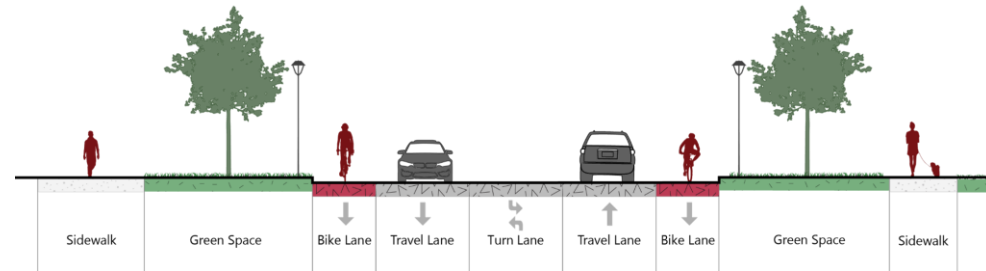 Sidewalk
Green Space
Bike Lane
Travel Lane
Turn Lane
Travel Lane
Bike Lane
Green Space
Sidewalk